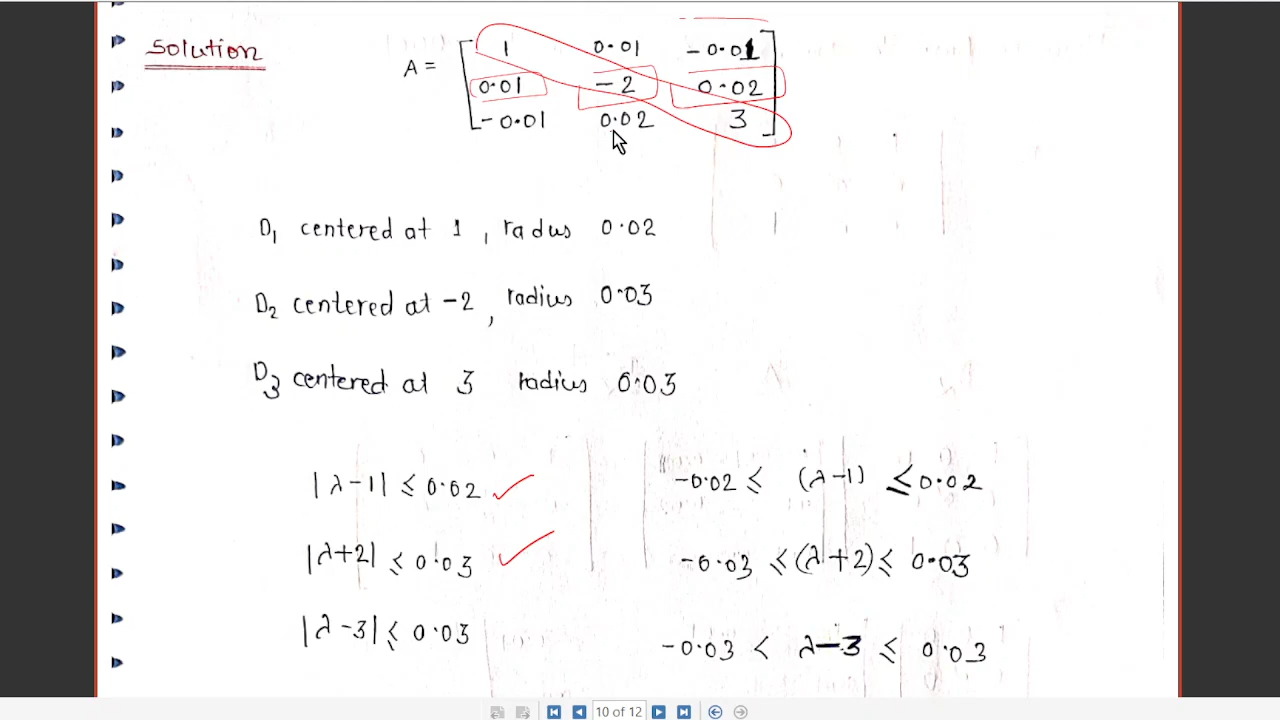 Solution
A = [ 1 0.01 -0.01
0.01 -2 0.02
-0.01 0.02 3 ]
D1 centered at 1, radus 0.02
D2 centered at -2, radius 0.03
D3 centered at 3 radius 0.03
|λ-1| ≤ 0.02 ✓ -0.02 ≤ (λ-1) ≤ 0.02
|λ+2| ≤ 0.03 ✓ -0.03 ≤ (λ+2) ≤ 0.03
|λ-3| ≤ 0.03 -0.03 < λ-3 ≤ 0.03
10 of 12